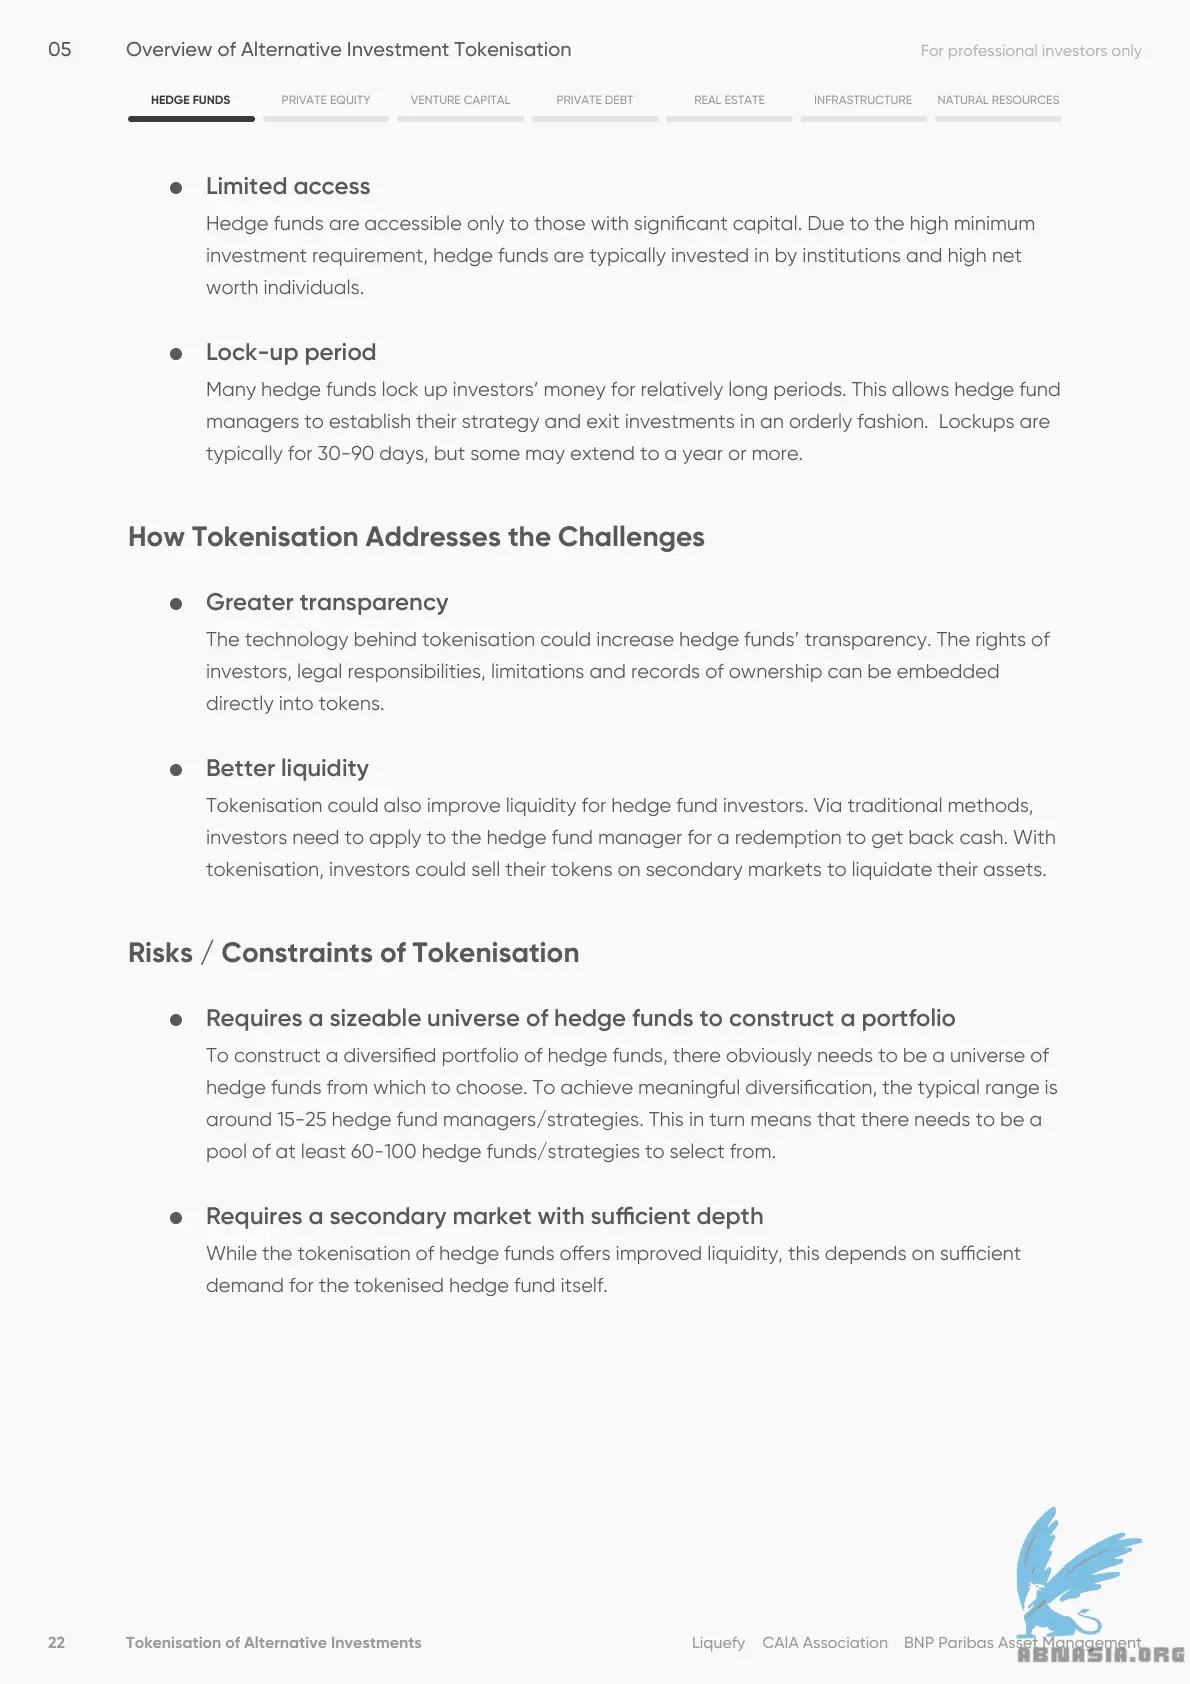 05 Overview of Alternative Investment Tokenisation For professional investors only
HEDGE FUNDS PRIVATE EQUITY VENTURE CAPITAL PRIVATE DEBT REAL ESTATE INFRASTRUCTURE NATURAL RESOURCES
● Limited access
Hedge funds are accessible only to those with significant capital. Due to the high minimum
investment requirement, hedge funds are typically invested in by institutions and high net
worth individuals.
● Lock-up period
Many hedge funds lock up investors’ money for relatively long periods. This allows hedge fund
managers to establish their strategy and exit investments in an orderly fashion. Lockups are
typically for 30-90 days, but some may extend to a year or more.
How Tokenisation Addresses the Challenges
● Greater transparency
The technology behind tokenisation could increase hedge funds’ transparency. The rights of
investors, legal responsibilities, limitations and records of ownership can be embedded
directly into tokens.
● Better liquidity
Tokenisation could also improve liquidity for hedge fund investors. Via traditional methods,
investors need to apply to the hedge fund manager for a redemption to get back cash. With
tokenisation, investors could sell their tokens on secondary markets to liquidate their assets.
Risks / Constraints of Tokenisation
● Requires a sizeable universe of hedge funds to construct a portfolio
To construct a diversified portfolio of hedge funds, there obviously needs to be a universe of
hedge funds from which to choose. To achieve meaningful diversification, the typical range is
around 15-25 hedge fund managers/strategies. This in turn means that there needs to be a
pool of at least 60-100 hedge funds/strategies to select from.
● Requires a secondary market with sufficient depth
While the tokenisation of hedge funds offers improved liquidity, this depends on sufficient
demand for the tokenised hedge fund itself.
22 Tokenisation of Alternative Investments Liquefy CAIA Association BNP Paribas Asset Management
ABNASIA.ORG